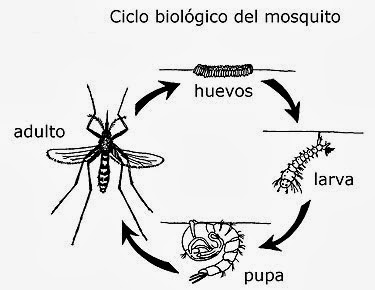 Ciclo biológico del mosquito
huevos
adulto
larva
pupa